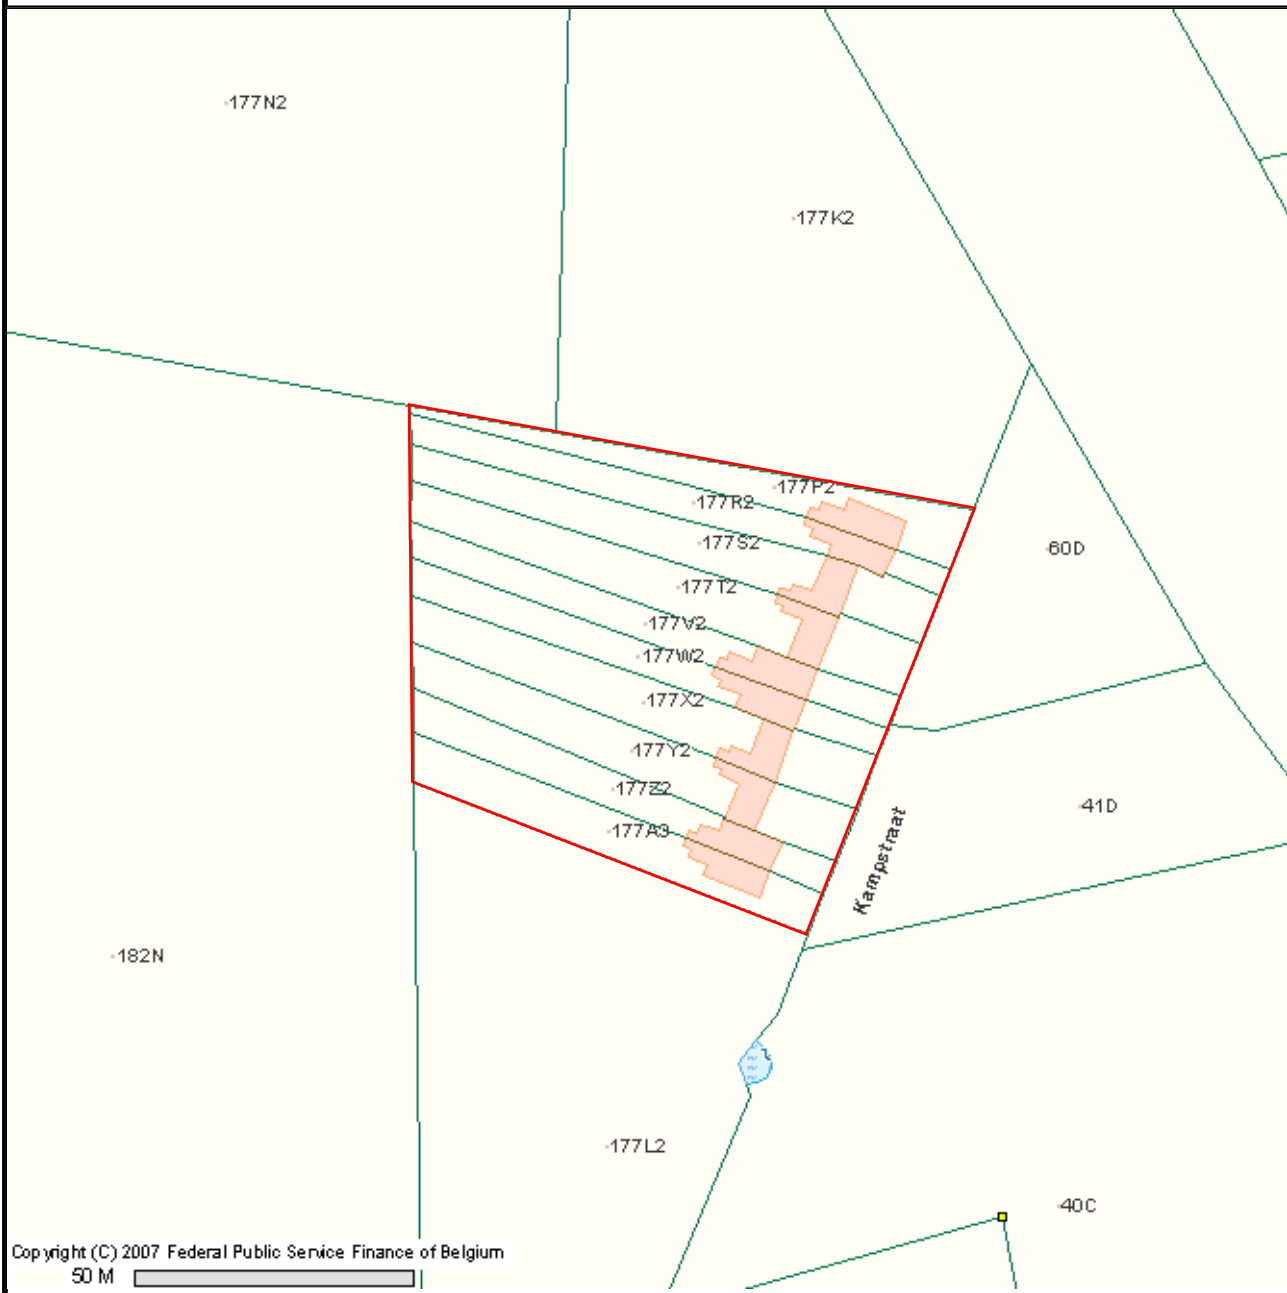 177N2
177K2
177P2
177R2
177S2
60D
177T2
177V2
177W2
177X2
177Y2
177Z2
41D
177A3
Kampstraat
182N
177L2
40C
Copyright (C) 2007 Federal Public Service Finance of Belgium
50 M